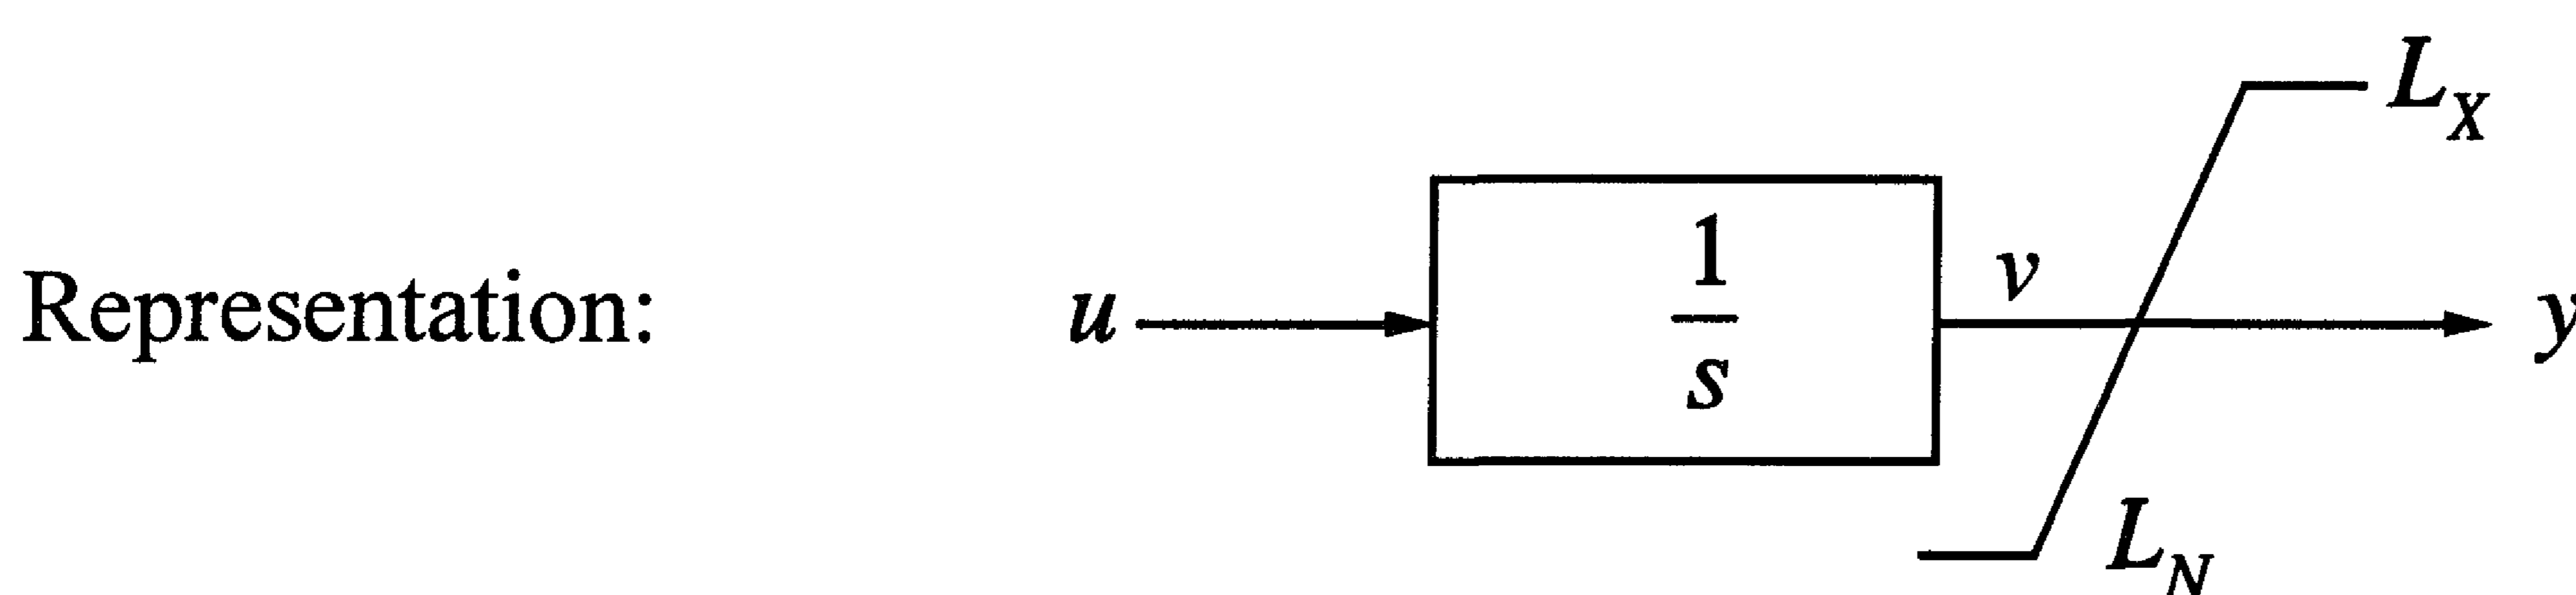 L_X
Representation: u 1/s v y
L_N